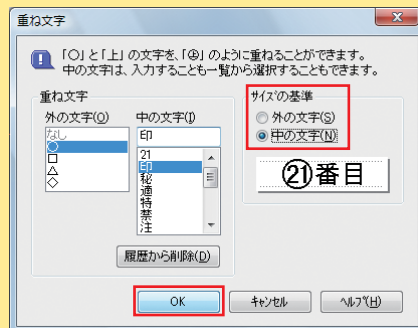 重ね文字
「○」と「上」の文字を、「㊤」のように重ねることができます。
中の文字は、入力することも一覧から選択することもできます。
重ね文字
外の文字(O)
なし
○
□
△
◇
中の文字(I)
印
21
印
秘
適
特
禁
注
履歴から削除(D)
サイズの基準
外の文字(S)
中の文字(N)
㉑番目
OK
キャンセル
ヘルプ(H)